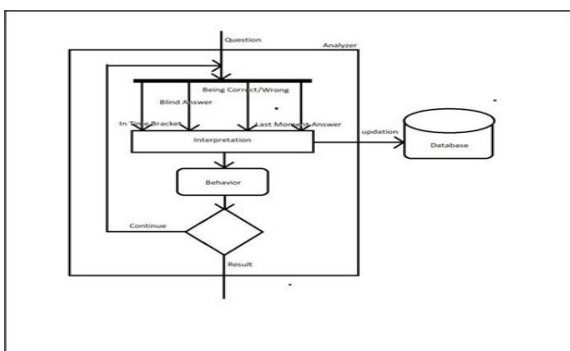 Question
Analyzer
Being Correct/Wrong
Blind Answer
In Time Bracket
Last Moment Answer
updation
Interpretation
Database
Behavior
Continue
Result